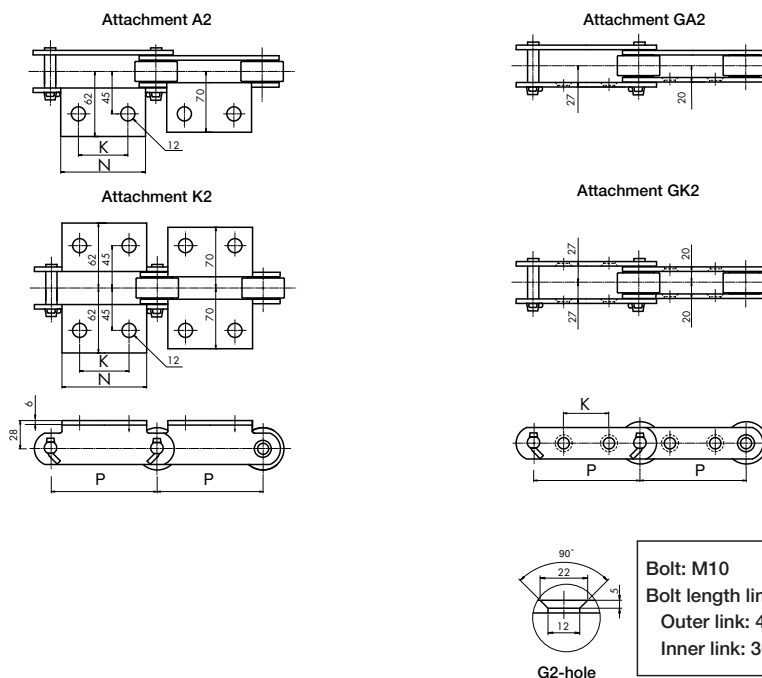 Attachment A2
62
45
70
K
12
N
Attachment K2
62
45
70
62
45
70
K
12
N
6
28
P
P
Attachment GA2
27
20
Attachment GK2
27
20
27
20
K
P
P
90°
22
5
12
G2-hole
Bolt: M10
Bolt length
Outer link:
Inner link: